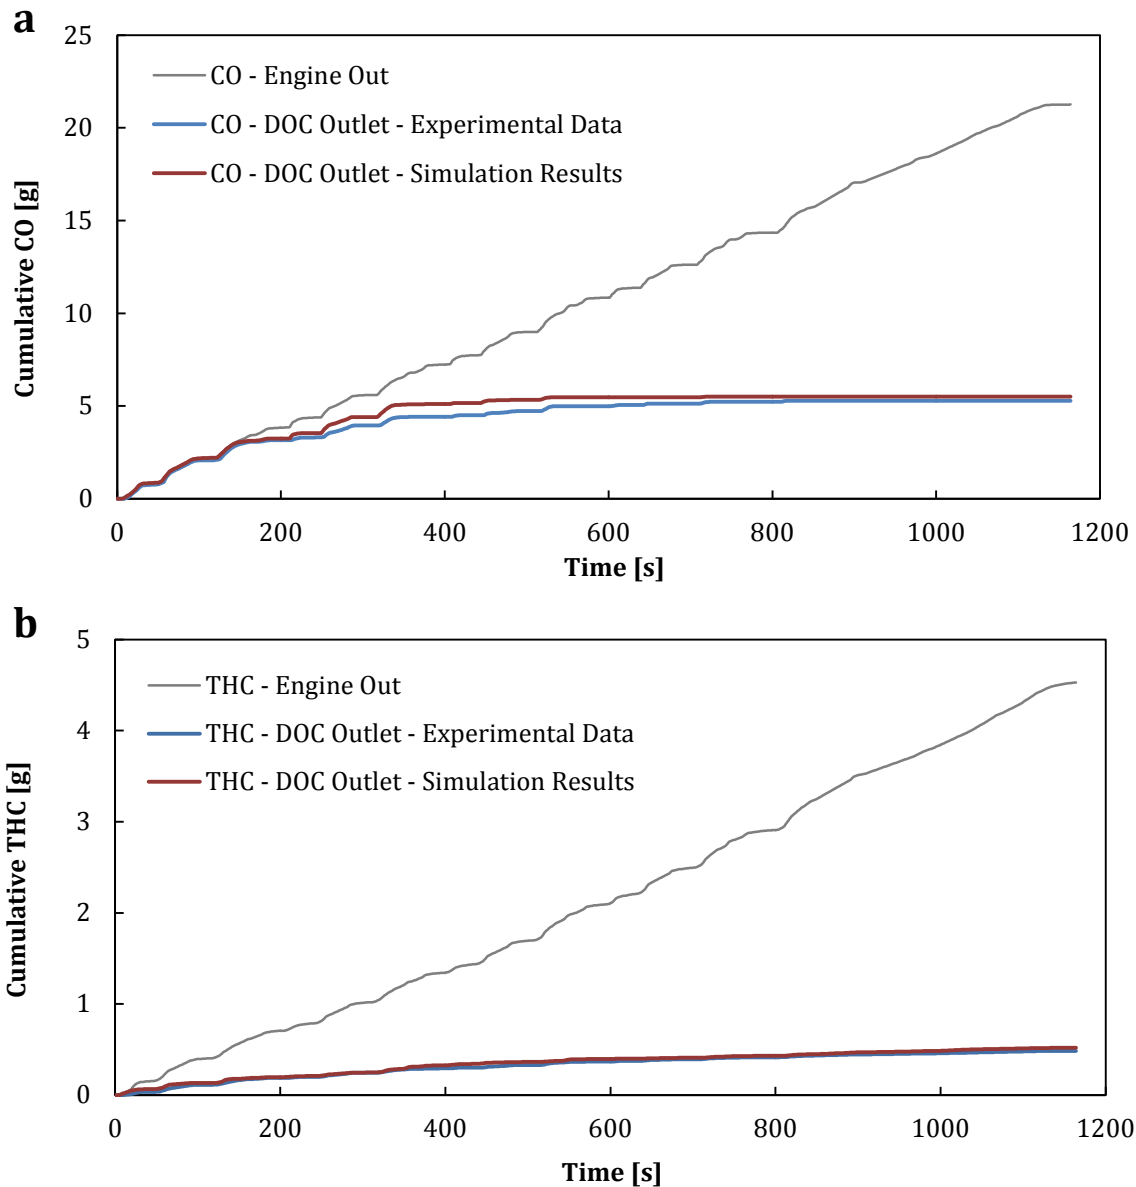 a
25
20
15
10
5
0
Cumulative CO [g]
CO - Engine Out
CO - DOC Outlet - Experimental Data
CO - DOC Outlet - Simulation Results
0 200 400 600 800 1000 1200
Time [s]
b
5
4
3
2
1
0
Cumulative THC [g]
THC - Engine Out
THC - DOC Outlet - Experimental Data
THC - DOC Outlet - Simulation Results
0 200 400 600 800 1000 1200
Time [s]